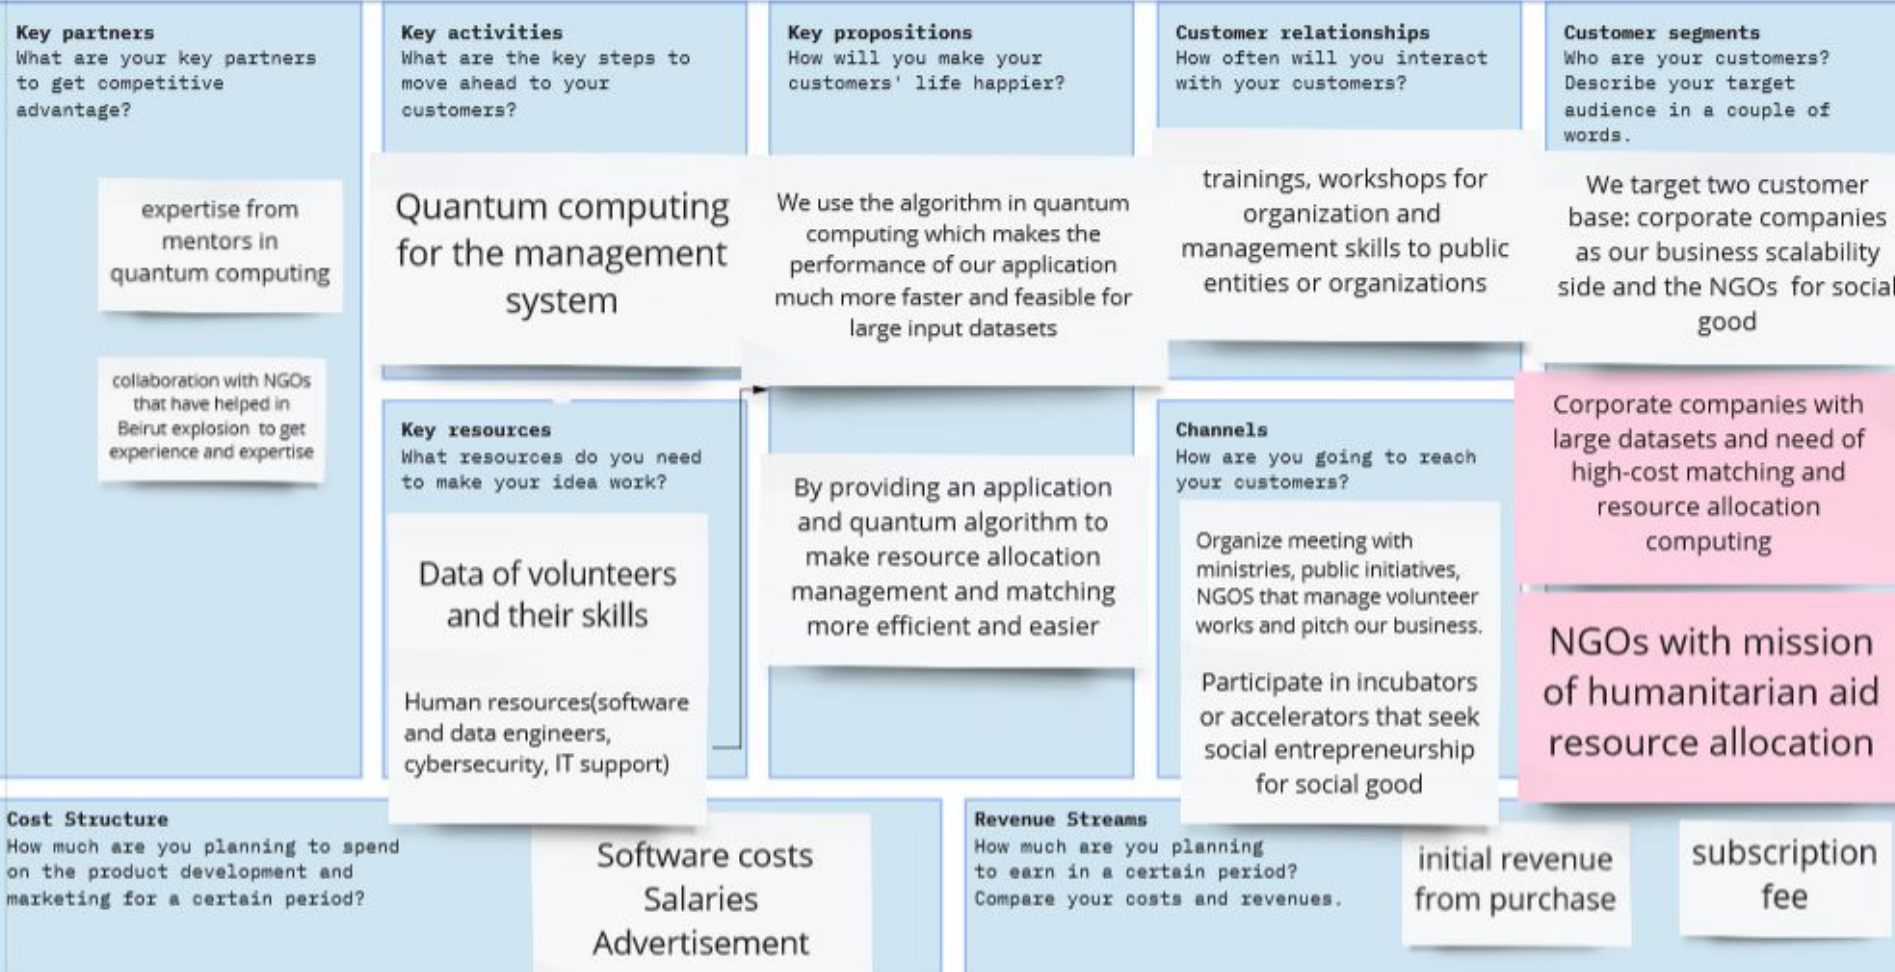 Key partners
What are your key partners
to get competitive
advantage?
expertise from
mentors in
quantum computing
collaboration with NGOs
that have helped in
Beirut explosion to get
experience and expertise
Key activities
What are the key steps to
move ahead to your
customers?
Quantum computing
for the management
system
Key resources
What resources do you need
to make your idea work?
Data of volunteers
and their skills
Human resources(software
and data engineers,
cybersecurity, IT support)
Key propositions
How will you make your
customers' life happier?
We use the algorithm in quantum
computing which makes the
performance of our application
much more faster and feasible for
large input datasets
By providing an application
and quantum algorithm to
make resource allocation
management and matching
more efficient and easier
Customer relationships
How often will you interact
with your customers?
trainings, workshops for
organization and
management skills to public
entities or organizations
Channels
How are you going to reach
your customers?
Organize meeting with
ministries, public initiatives,
NGOS that manage volunteer
works and pitch our business.
Participate in incubators
or accelerators that seek
social entrepreneurship
for social good
Customer segments
Who are your customers?
Describe your target
audience in a couple of
words.
We target two customer
base: corporate companies
as our business scalability
side and the NGOs for social
good
Corporate companies with
large datasets and need of
high-cost matching and
resource allocation
computing
NGOs with mission
of humanitarian aid
resource allocation
Cost Structure
How much are you planning to spend
on the product development and
marketing for a certain period?
Software costs
Salaries
Advertisement
Revenue Streams
How much are you planning
to earn in a certain period?
Compare your costs and revenues.
initial revenue
from purchase
subscription
fee